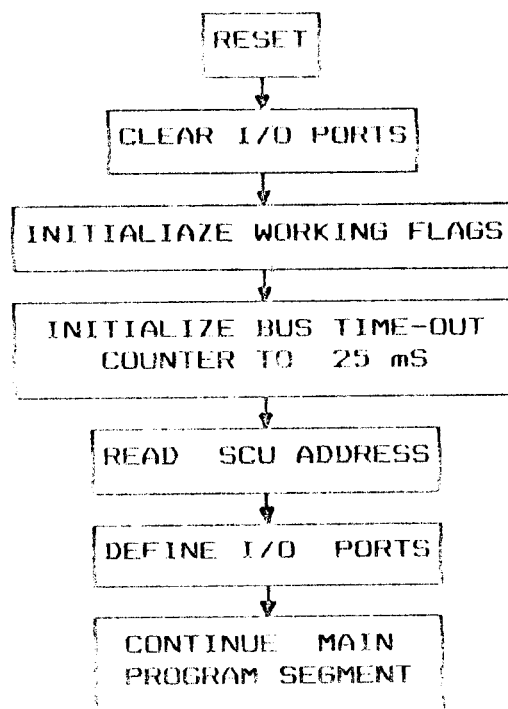 RESET
CLEAR I/O PORTS
INITIALIAZE WORKING FLAGS
INITIALIZE BUS TIME-OUT
COUNTER TO 25 mS
READ SCU ADDRESS
DEFINE I/O PORTS
CONTINUE MAIN
PROGRAM SEGMENT